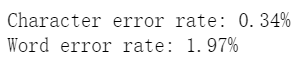 Character error rate: 0.34%
Word error rate: 1.97%